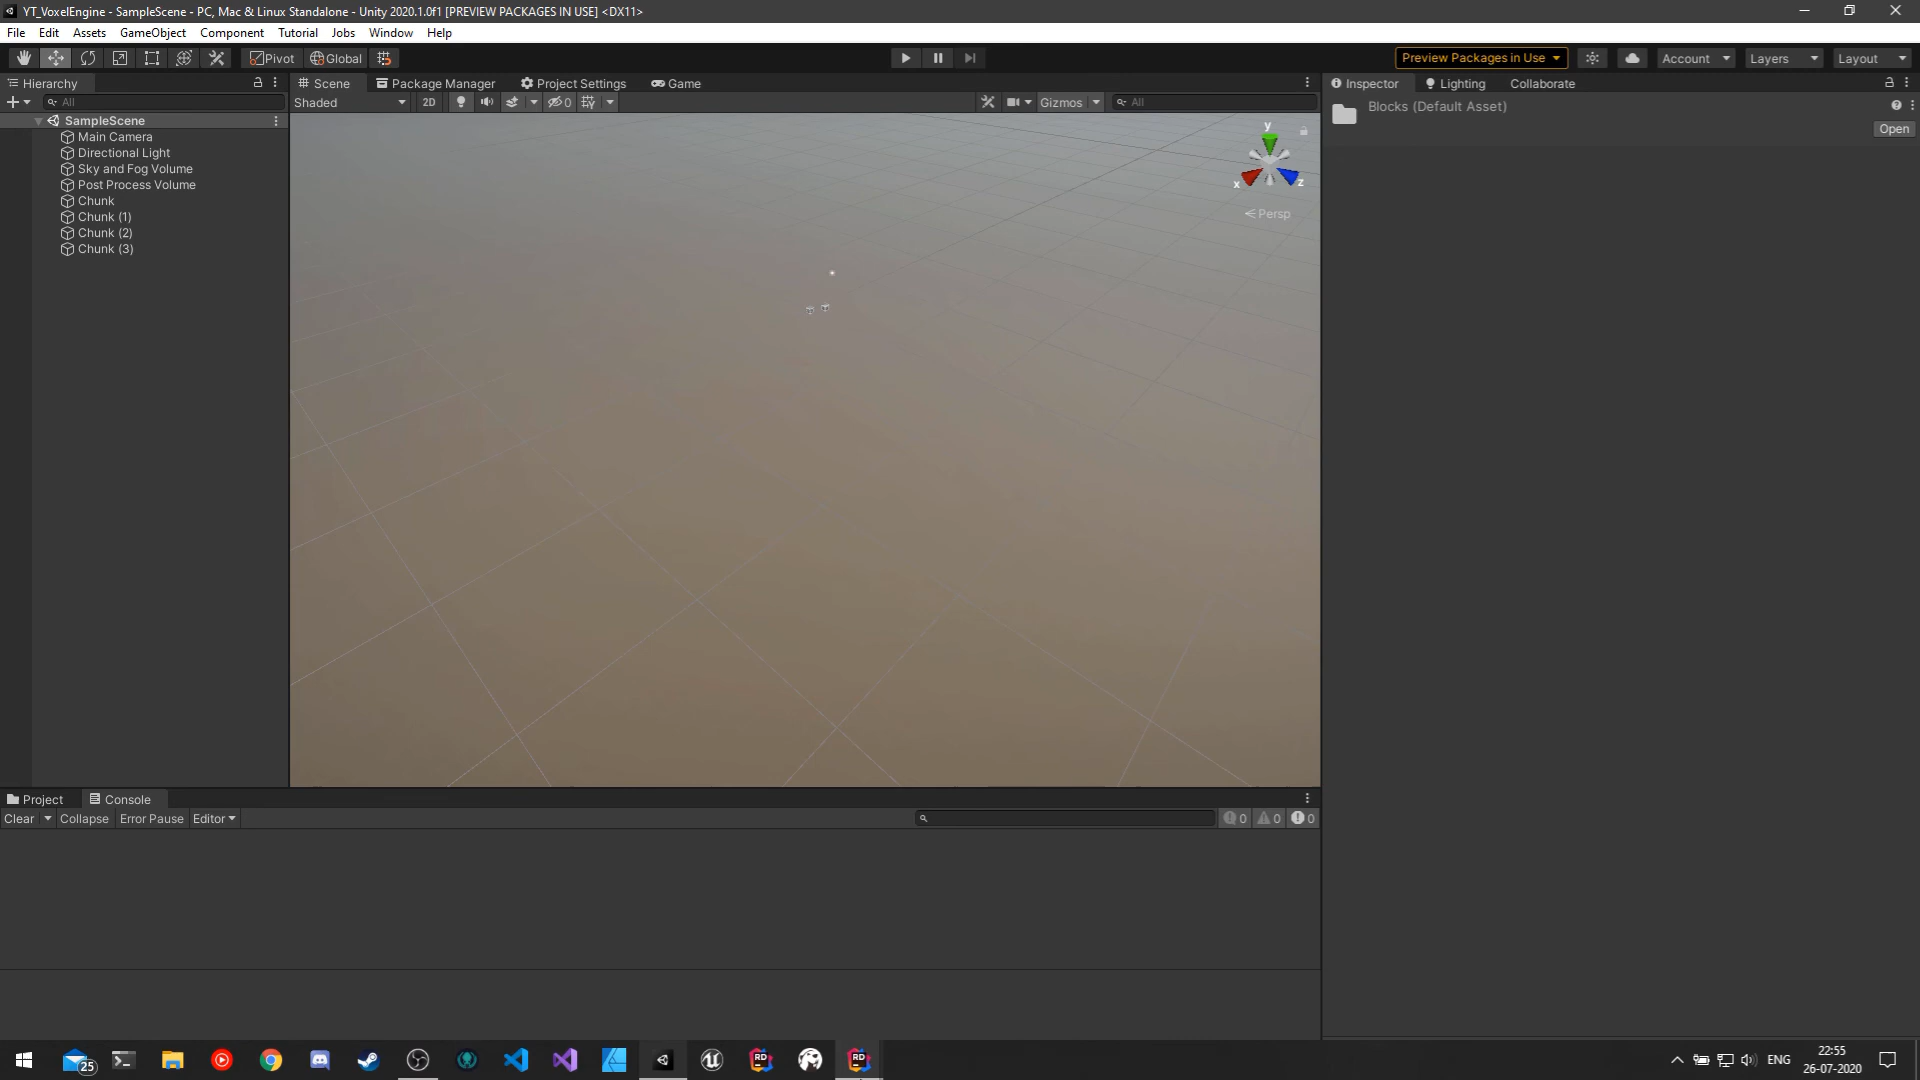 YT_VoxelEngine - SampleScene - PC, Mac & Linux Standalone - Unity 2020.1.0f1 [PREVIEW PACKAGES IN USE] <DX11>
File Edit Assets GameObject Component Tutorial Jobs Window Help
Pivot Global Preview Packages in Use Account Layers Layout
Hierarchy Scene Package Manager Project Settings Game Inspector Lighting Collaborate
All Shaded 2D 0 Gizmos All Blocks (Default Asset)
Open
SampleScene
Main Camera
Directional Light
Sky and Fog Volume
Post Process Volume
Chunk
Chunk (1)
Chunk (2)
Chunk (3)
y
x z
Persp
Project Console
Clear Collapse Error Pause Editor 0 0 0
25 RD RD ENG 22:55
26-07-2020